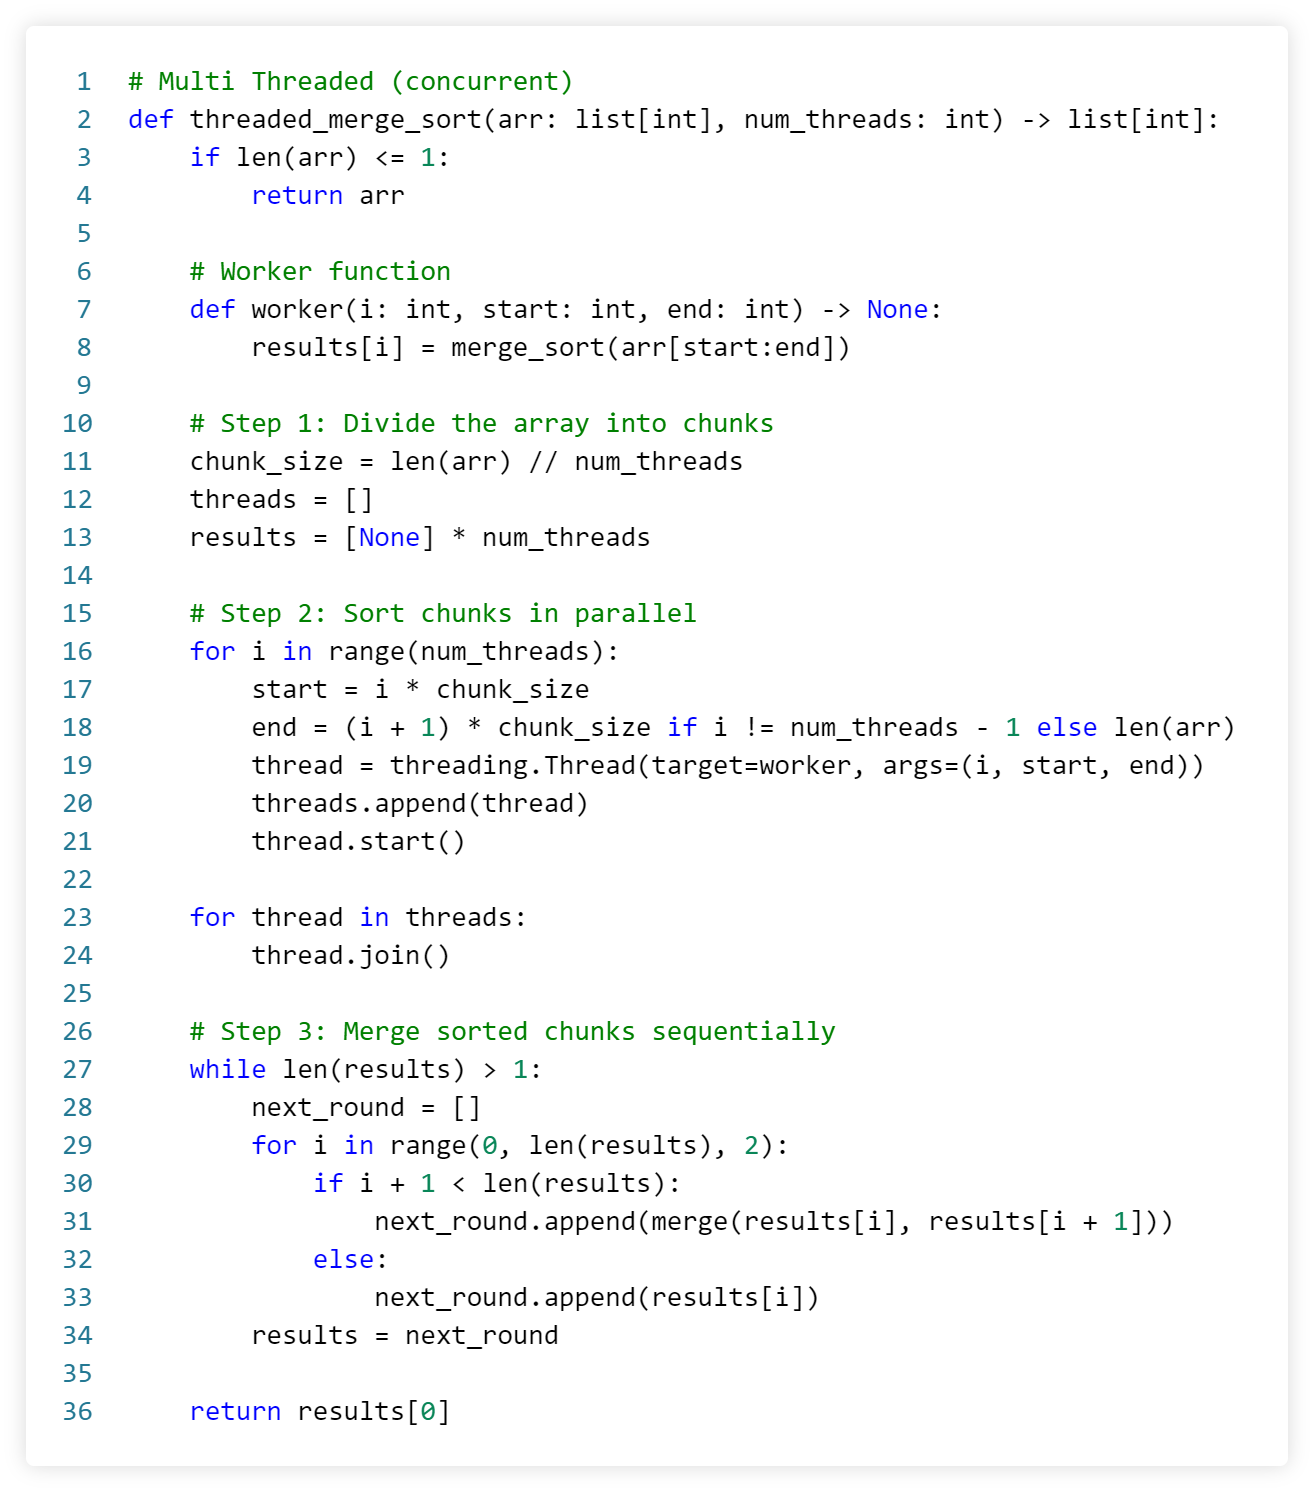 1 # Multi Threaded (concurrent)
2 def threaded_merge_sort(arr: list[int], num_threads: int) -> list[int]:
3     if len(arr) <= 1:
4         return arr
5
6     # Worker function
7     def worker(i: int, start: int, end: int) -> None:
8         results[i] = merge_sort(arr[start:end])
9
10     # Step 1: Divide the array into chunks
11     chunk_size = len(arr) // num_threads
12     threads = []
13     results = [None] * num_threads
14
15     # Step 2: Sort chunks in parallel
16     for i in range(num_threads):
17         start = i * chunk_size
18         end = (i + 1) * chunk_size if i != num_threads - 1 else len(arr)
19         thread = threading.Thread(target=worker, args=(i, start, end))
20         threads.append(thread)
21         thread.start()
22
23     for thread in threads:
24         thread.join()
25
26     # Step 3: Merge sorted chunks sequentially
27     while len(results) > 1:
28         next_round = []
29         for i in range(0, len(results), 2):
30             if i + 1 < len(results):
31                 next_round.append(merge(results[i], results[i + 1]))
32             else:
33                 next_round.append(results[i])
34         results = next_round
35
36     return results[0]